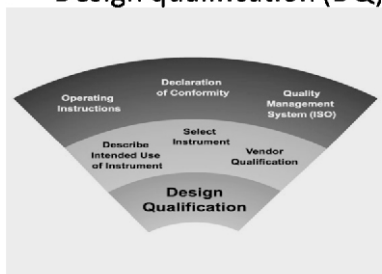 Design qualification (DQ)
Operating
Instructions
Declaration
of Conformity
Quality
Management
System (ISO)
Describe
Intended Use
of Instrument
Select
Instrument
Vendor
Qualification
Design
Qualification